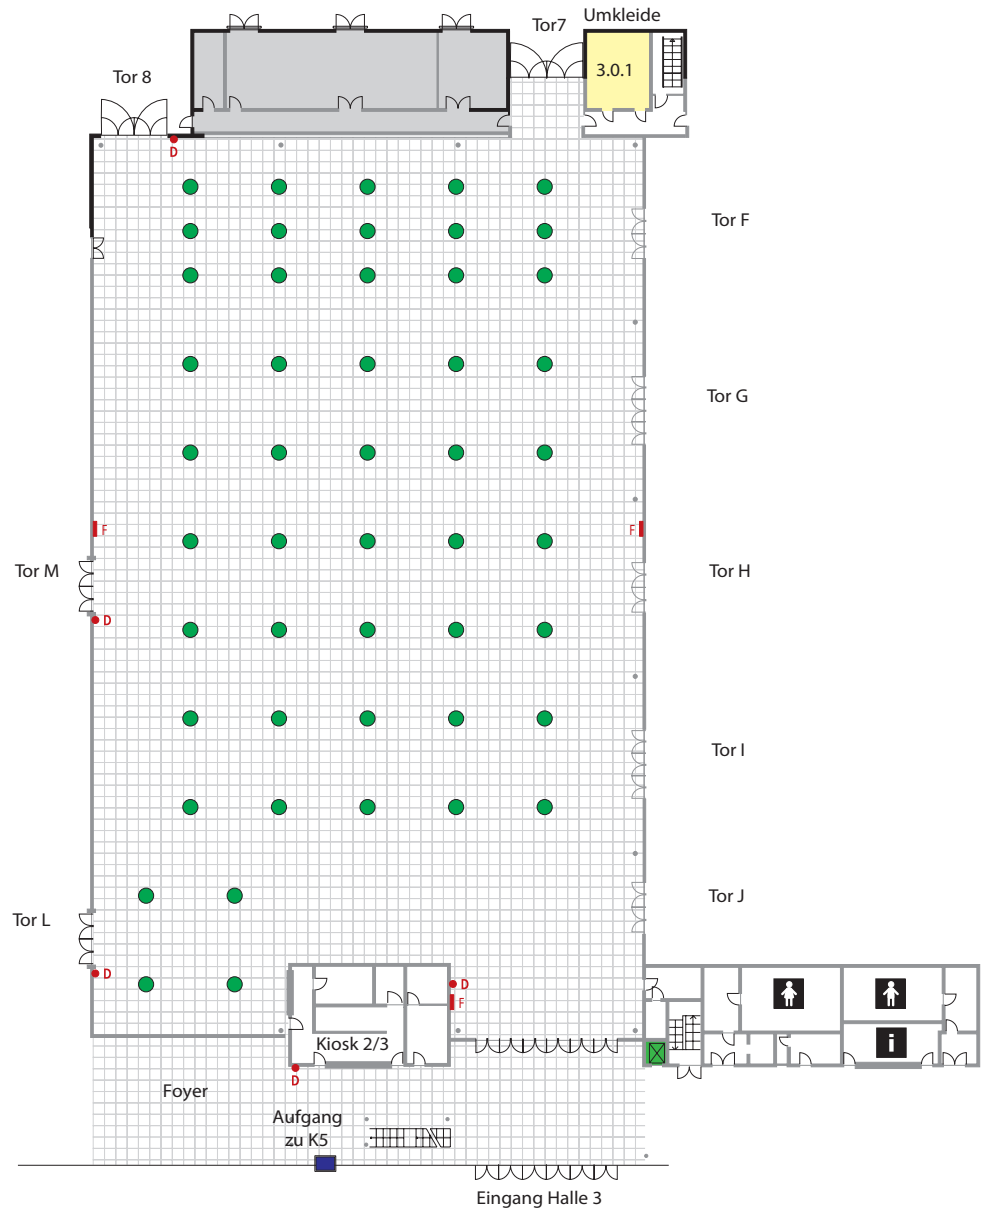 Umkleide
Tor7
3.0.1
Tor 8
D
Tor F
Tor G
F
F
Tor M
Tor H
D
Tor I
Tor J
Tor L
D
D
F
i
Kiosk 2/3
D
Foyer
Aufgang
zu K5
Eingang Halle 3